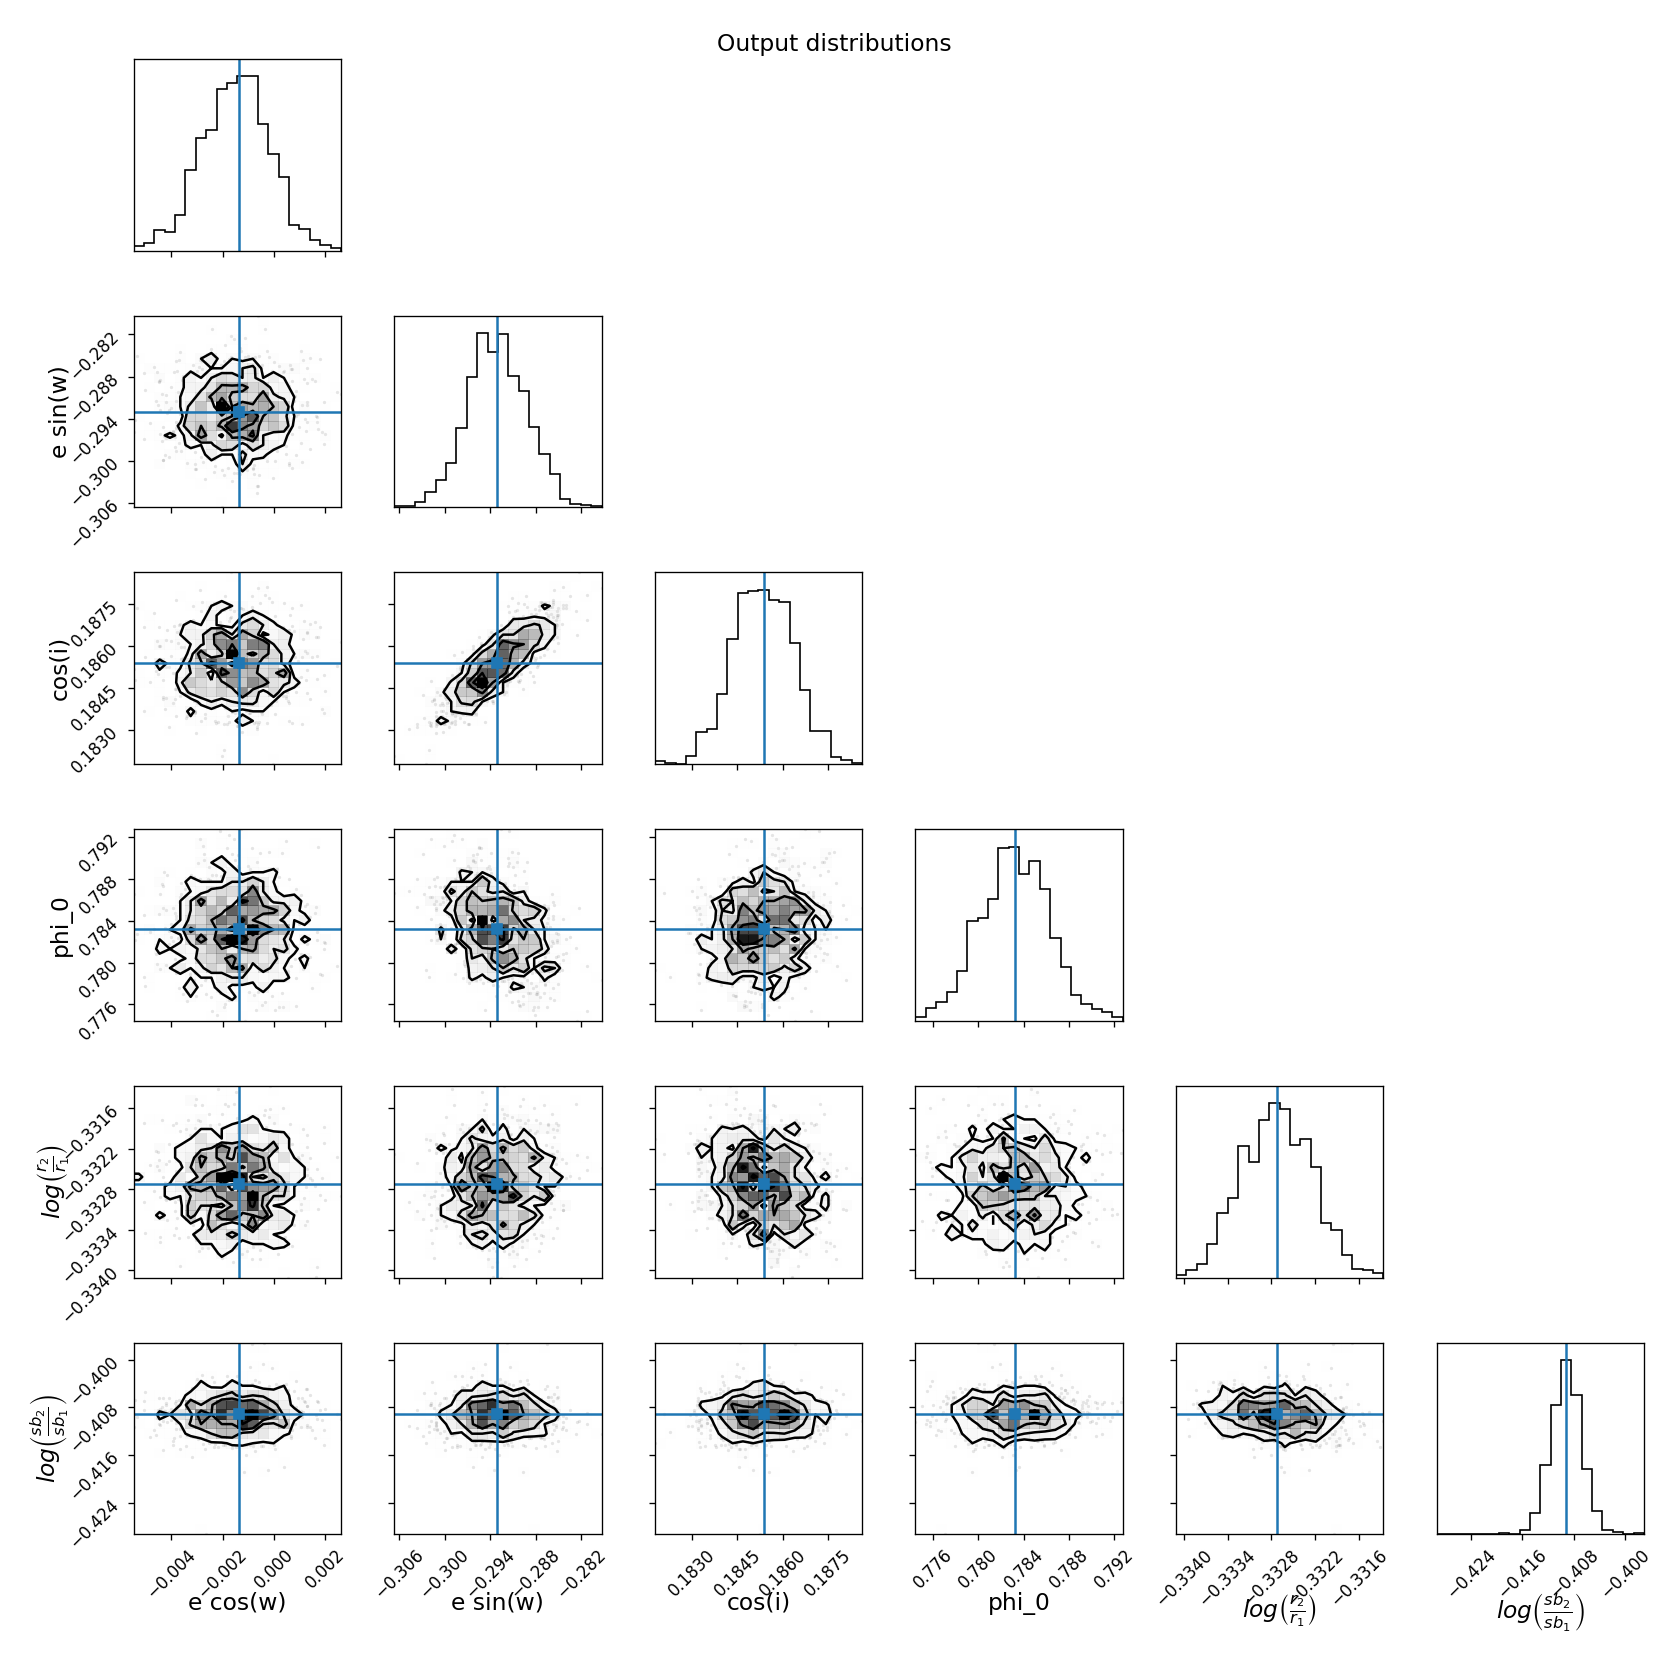 Output distributions
e sin(w)
−0.282
−0.288
−0.294
−0.300
−0.306
cos(i)
0.1875
0.1860
0.1845
0.1830
phi_0
0.792
0.788
0.784
0.780
0.776
log(r2/r1)
−0.3316
−0.3322
−0.3328
−0.3334
−0.3340
log(sb2/sb1)
−0.400
−0.408
−0.416
−0.424
−0.004 −0.002 0.000 0.002
−0.306 −0.300 −0.294 −0.288 −0.282
0.1830 0.1845 0.1860 0.1875
0.776 0.780 0.784 0.788 0.792
−0.3340 −0.3334 −0.3328 −0.3322 −0.3316
−0.424 −0.416 −0.408 −0.400
e cos(w)
e sin(w)
cos(i)
phi_0
log(r2/r1)
log(sb2/sb1)